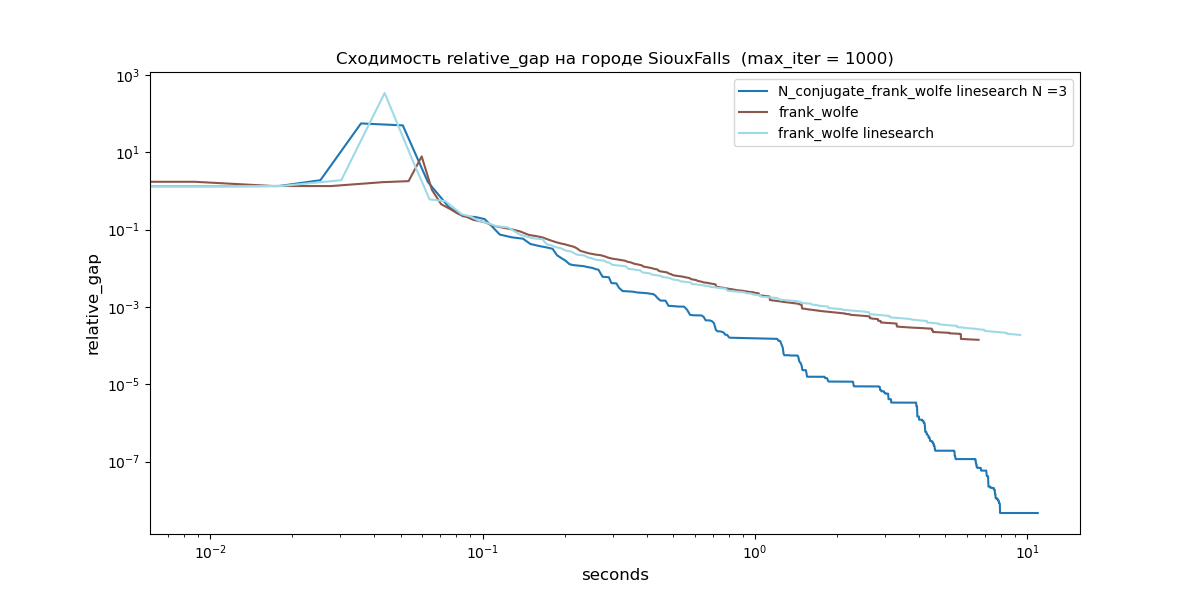 Сходимость relative_gap на городе SiouxFalls (max_iter = 1000)
N_conjugate_frank_wolfe linesearch N =3
frank_wolfe
frank_wolfe linesearch
relative_gap
10³
10¹
10⁻¹
10⁻³
10⁻⁵
10⁻⁷
10⁻²
10⁻¹
10⁰
10¹
seconds